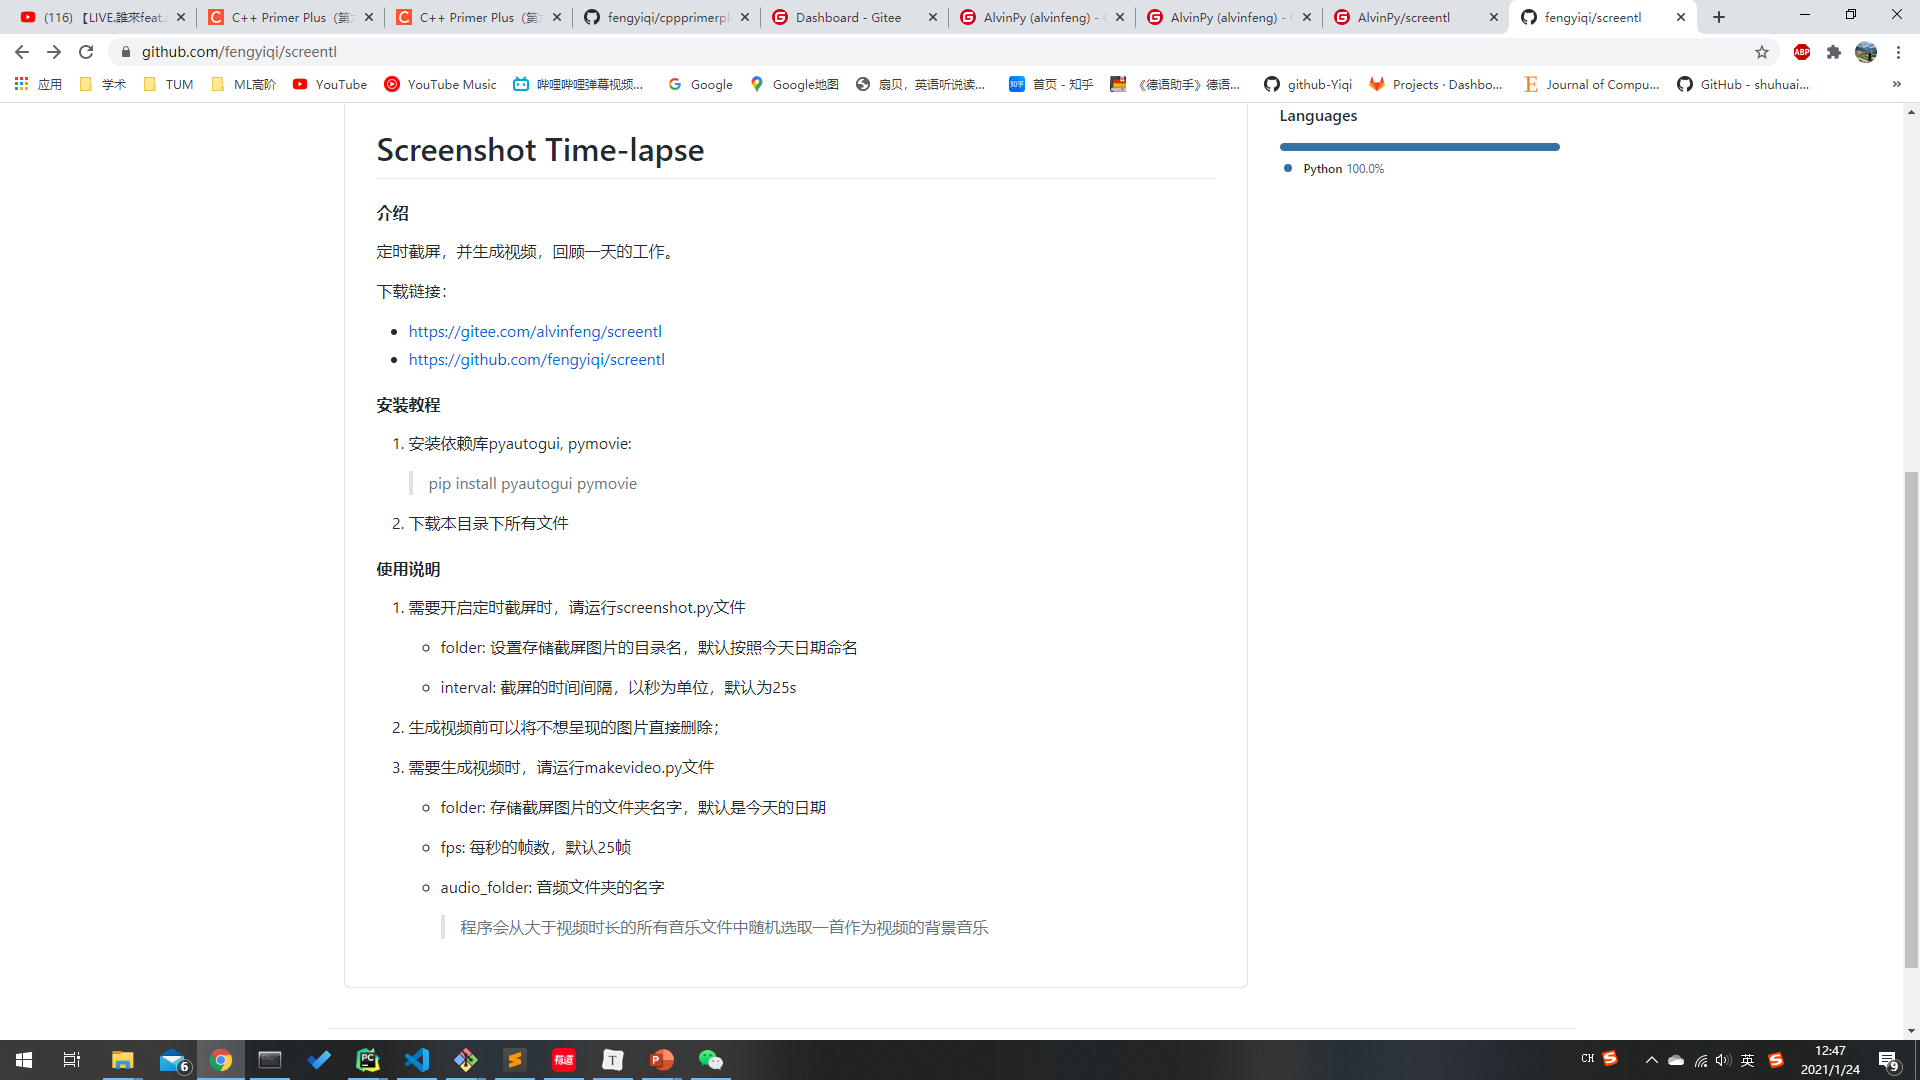 (116) 【LIVE.誰來feat.
C++ Primer Plus（第
C++ Primer Plus（第
fengyiqi/cppprimerpl
Dashboard - Gitee
AlvinPy (alvinfeng) -
AlvinPy (alvinfeng) -
AlvinPy/screentl
fengyiqi/screentl
github.com/fengyiqi/screentl
应用
学术
TUM
ML高阶
YouTube
YouTube Music
哔哩哔哩弹幕视频...
Google
Google地图
扇贝，英语听说读...
知乎
首页 - 知乎
《德语助手》德语...
github-Yiqi
Projects · Dashbo...
Journal of Compu...
GitHub - shuhuai...
»
ABP
Screenshot Time-lapse
介绍
定时截屏，并生成视频，回顾一天的工作。
下载链接：
https://gitee.com/alvinfeng/screentl
https://github.com/fengyiqi/screentl
安装教程
1. 安装依赖库pyautogui, pymovie:
pip install pyautogui pymovie
2. 下载本目录下所有文件
使用说明
1. 需要开启定时截屏时，请运行screenshot.py文件
folder: 设置存储截屏图片的目录名，默认按照今天日期命名
interval: 截屏的时间间隔，以秒为单位，默认为25s
2. 生成视频前可以将不想呈现的图片直接删除；
3. 需要生成视频时，请运行makevideo.py文件
folder: 存储截屏图片的文件夹名字，默认是今天的日期
fps: 每秒的帧数，默认25帧
audio_folder: 音频文件夹的名字
程序会从大于视频时长的所有音乐文件中随机选取一首作为视频的背景音乐
Languages
Python 100.0%
6
PC
有道
T
P
CH
英
12:47
2021/1/24
9